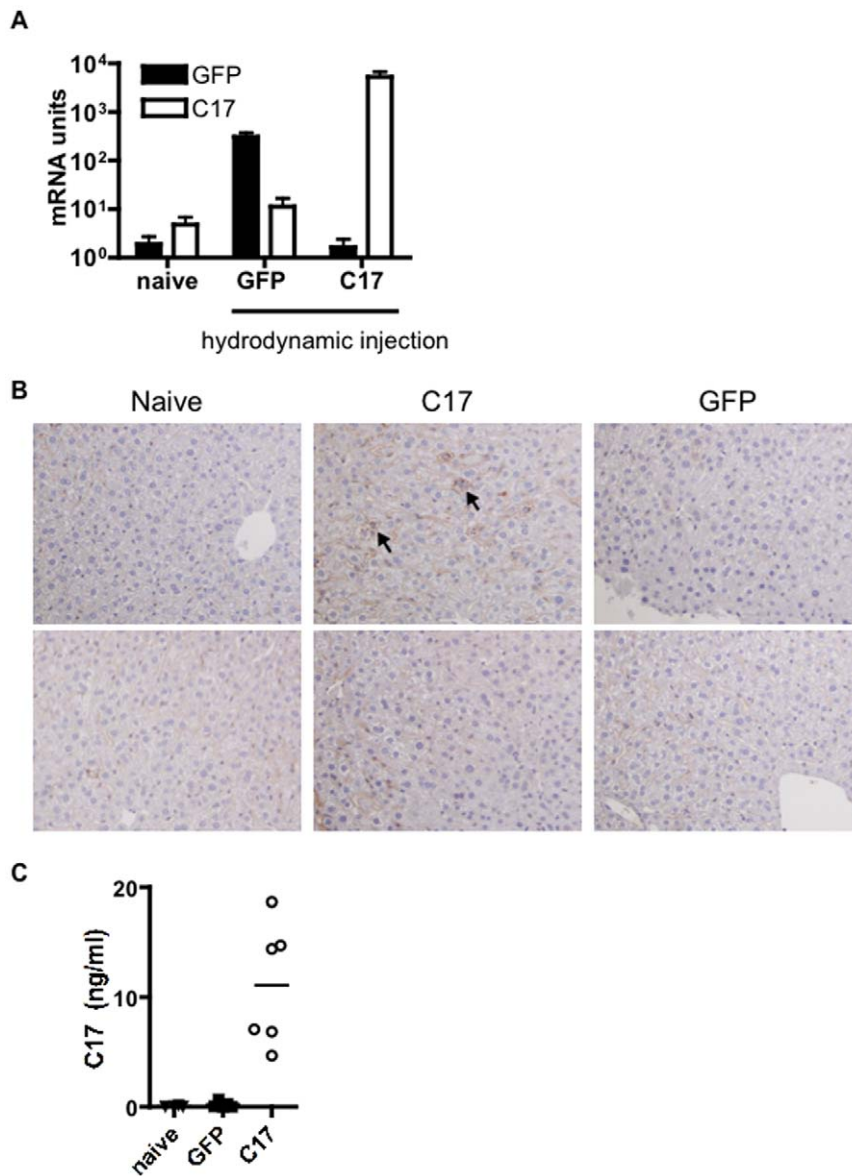 A
10⁴
10³
10²
10¹
10⁰
mRNA units
GFP
C17
naive GFP C17
hydrodynamic injection
B
Naive C17 GFP
C
20
10
0
C17 (ng/ml)
naive GFP C17